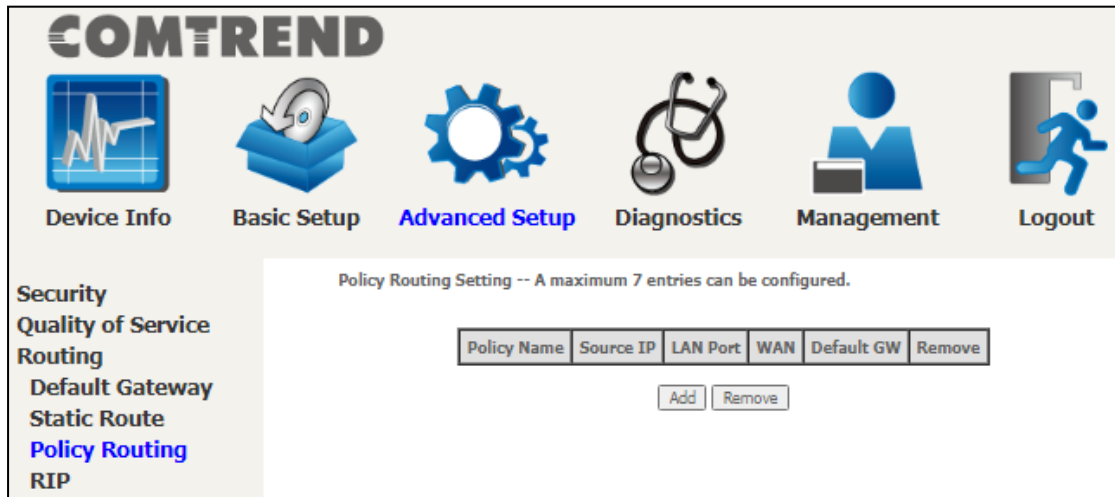 COMTREND
Device Info
Basic Setup
Advanced Setup
Diagnostics
Management
Logout
Security
Quality of Service
Routing
Default Gateway
Static Route
Policy Routing
RIP
Policy Routing Setting -- A maximum 7 entries can be configured.
Policy Name Source IP LAN Port WAN Default GW Remove
Add Remove